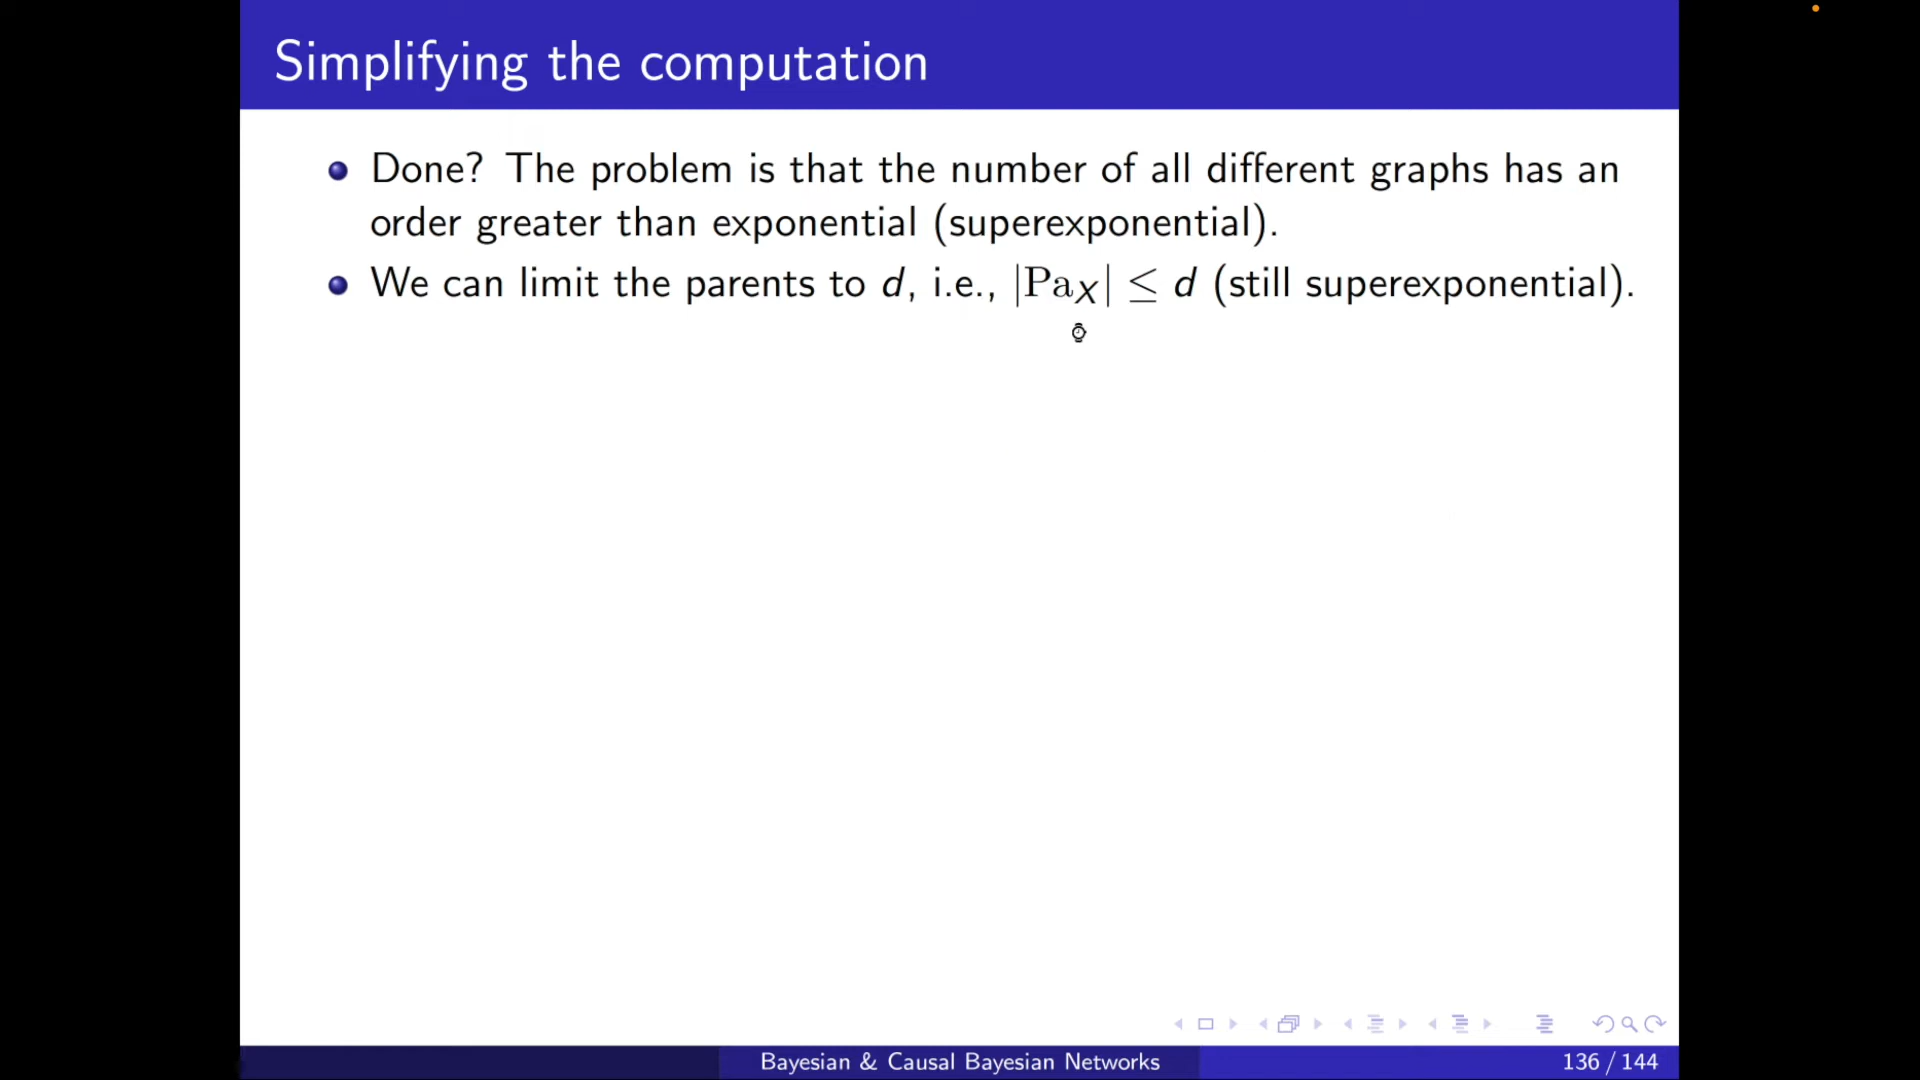 Simplifying the computation
Done? The problem is that the number of all different graphs has an
order greater than exponential (superexponential).
We can limit the parents to d, i.e., |Pa_X| ≤ d (still superexponential).
Bayesian & Causal Bayesian Networks
136 / 144